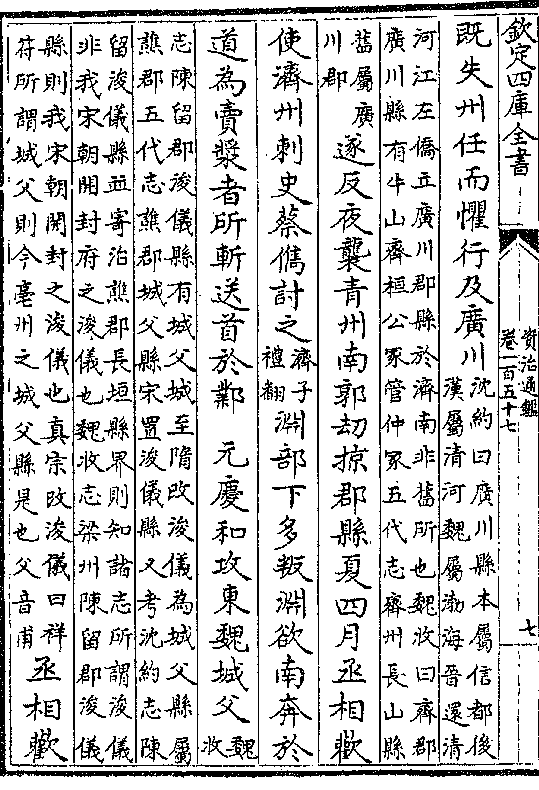 欽定四庫全書
資治通鑑
卷一百五十七
七
既失州任而懼行及廣川沈約曰廣川縣本屬信都後
漢屬清河魏屬渤海晉還清
河江左僑立廣川郡縣於濟南非舊所也魏收曰齊郡
廣川縣有牛山齊桓公冢管仲冢五代志齊州長山縣
舊屬廣
川郡遂反夜襲青州南郭劫掠郡縣夏四月丞相歡
使濟州刺史蔡儁討之濟子
禮翻淵部下多叛淵欲南奔於
道為賣漿者所斬送首於鄴　元慶和攻東魏城父魏
收
志陳留郡浚儀縣有城父城至隋改浚儀為城父縣屬
譙郡五代志譙郡城父縣宋置浚儀縣又考沈約志陳
留浚儀縣並寄治譙郡長垣縣界則知諸志所謂浚儀
非我宋朝開封府之浚儀也魏收志梁州陳留郡浚儀
縣則我宋朝開封之浚儀也真宗改浚儀曰祥
符所謂城父則今亳州之城父縣是也父音甫丞相歡